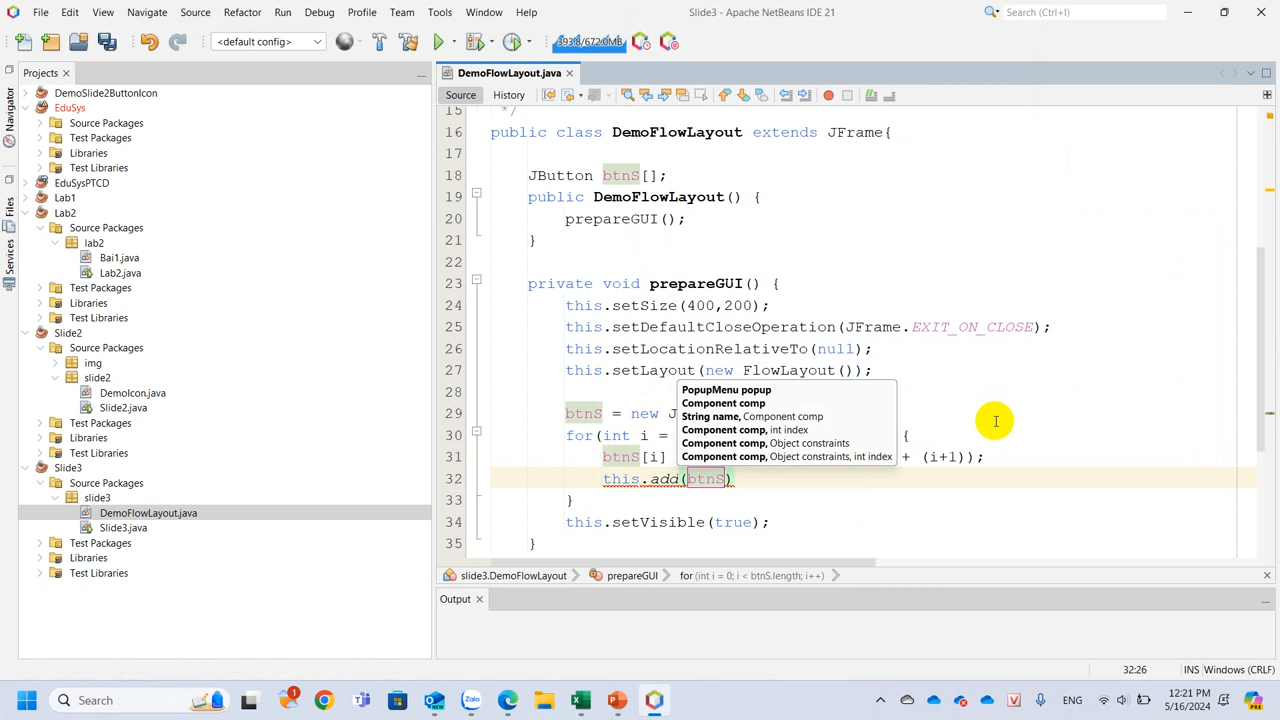 File Edit View Navigate Source Refactor Run Debug Profile Team Tools Window Help
Slide3 - Apache NetBeans IDE 21
Search (Ctrl+I)
<default config>
393.8/672.0MB
Projects
DemoFlowLayout.java
Navigator
Files
Services
DemoSlide2ButtonIcon
EduSys
Source Packages
Test Packages
Libraries
Test Libraries
EduSysPTCD
Lab1
Lab2
Source Packages
lab2
Bai1.java
Lab2.java
Test Packages
Libraries
Test Libraries
Slide2
Source Packages
img
slide2
DemoIcon.java
Slide2.java
Test Packages
Libraries
Test Libraries
Slide3
Source Packages
slide3
DemoFlowLayout.java
Slide3.java
Test Packages
Libraries
Test Libraries
Source History
15 */
16 public class DemoFlowLayout extends JFrame{
17
18 JButton btnS[];
19 public DemoFlowLayout() {
20 prepareGUI();
21 }
22
23 private void prepareGUI() {
24 this.setSize(400,200);
25 this.setDefaultCloseOperation(JFrame.EXIT_ON_CLOSE);
26 this.setLocationRelativeTo(null);
27 this.setLayout(new FlowLayout());
28
29 btnS = new J
30 for(int i = {
31 btnS[i] + (i+1));
32 this.add(btnS)
33 }
34 this.setVisible(true);
35 }
PopupMenu popup
Component comp
String name, Component comp
Component comp, int index
Component comp, Object constraints
Component comp, Object constraints, int index
slide3.DemoFlowLayout prepareGUI for (int i = 0; i < btnS.length; i++)
Output
32:26 INS Windows (CRLF)
Search
1
Zalo
ENG
12:21 PM
5/16/2024